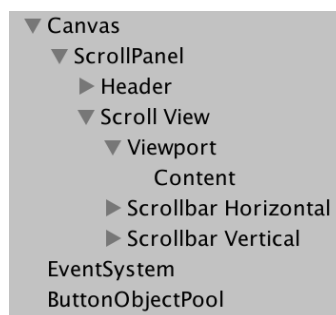 Canvas
ScrollPanel
Header
Scroll View
Viewport
Content
Scrollbar Horizontal
Scrollbar Vertical
EventSystem
ButtonObjectPool